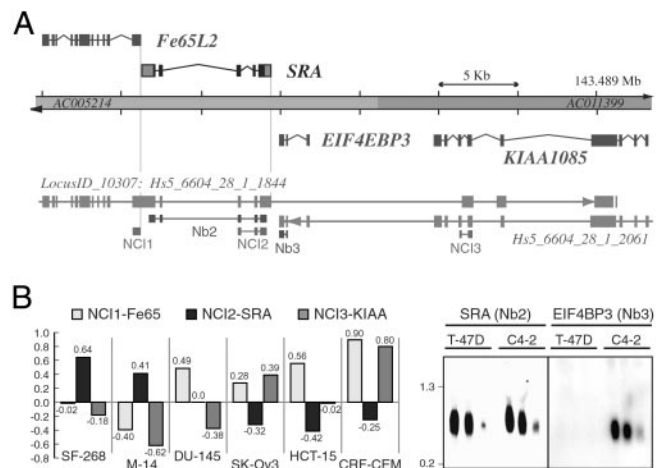 A
Fe65L2
SRA
5 Kb
143.489 Mb
AC005214
AC011399
EIF4EBP3
KIAA1085
LocusID_10307: Hs5_6604_28_1_1844
NCI1
Nb2
NCI2
Nb3
NCI3
Hs5_6604_28_1_2061
B
NCI1-Fe65 NCI2-SRA NCI3-KIAA
1.0
0.8
0.6
0.4
0.2
0.0
-0.2
-0.4
-0.6
-0.8
-0.02 0.64 -0.18
-0.40 0.41 -0.62
0.49 0.0 -0.38
0.28 -0.32 0.39
0.56 -0.42 -0.02
0.90 -0.25 0.80
SF-268 M-14 DU-145 SK-Ov3 HCT-15 CRF-CEM
SRA (Nb2) EIF4BP3 (Nb3)
T-47D C4-2 T-47D C4-2
1.3
0.2